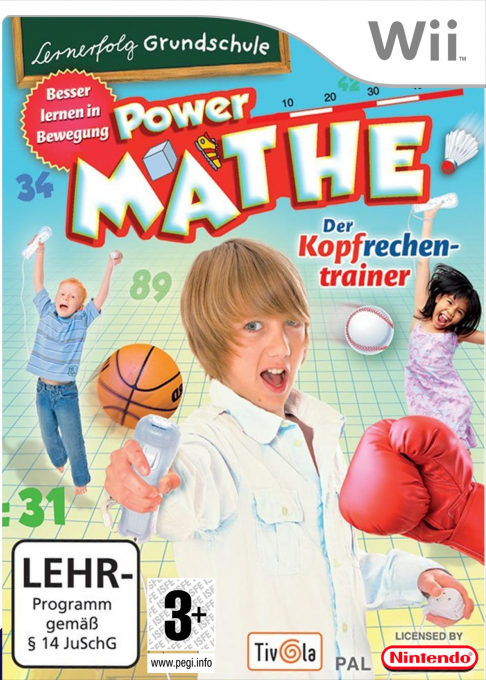 Lernerfolg Grundschule
Wii™
Besser
lernen in
Bewegung
Power
MATHE
10 20 30
42
34
Der
Kopfrechen-
trainer
89
:31
LEHR-
Programm
gemäß
§ 14 JuSchG
3+
www.pegi.info
Tivola
PAL
LICENSED BY
Nintendo